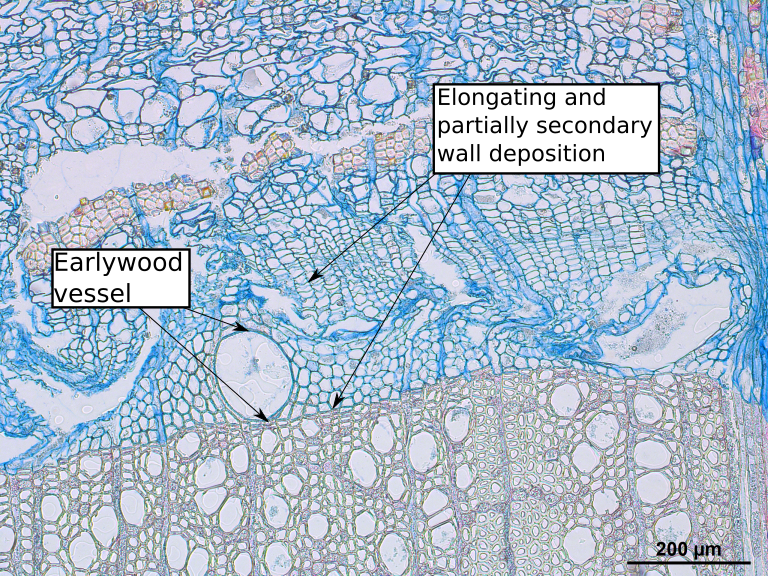 Elongating and
partially secondary
wall deposition
Earlywood
vessel
200 µm